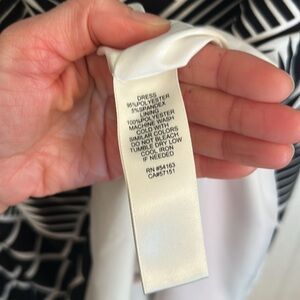 DRESS
95%POLYESTER
5%SPANDEX
LINING
100%POLYESTER
MACHINE WASH
COLD WITH
SIMILAR COLORS
DO NOT BLEACH
TUMBLE DRY LOW
COOL IRON
IF NEEDED
RN #54163
CA#57151